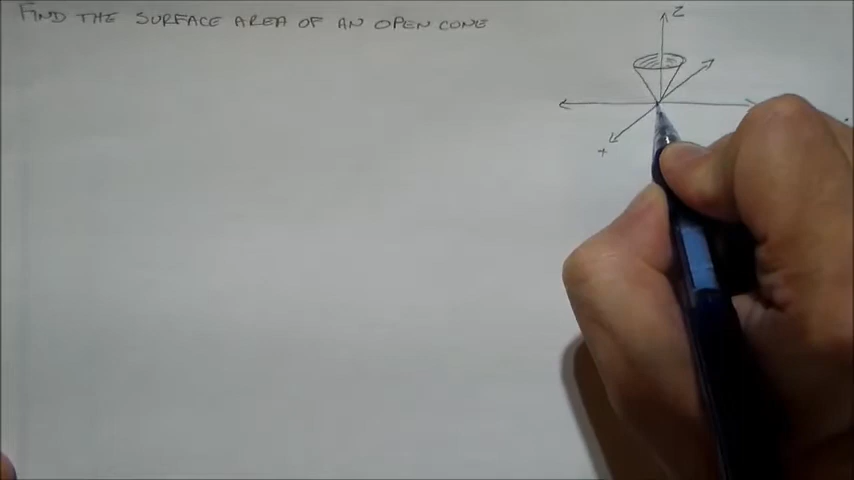 FIND THE SURFACE AREA OF AN OPEN CONE
Z
+